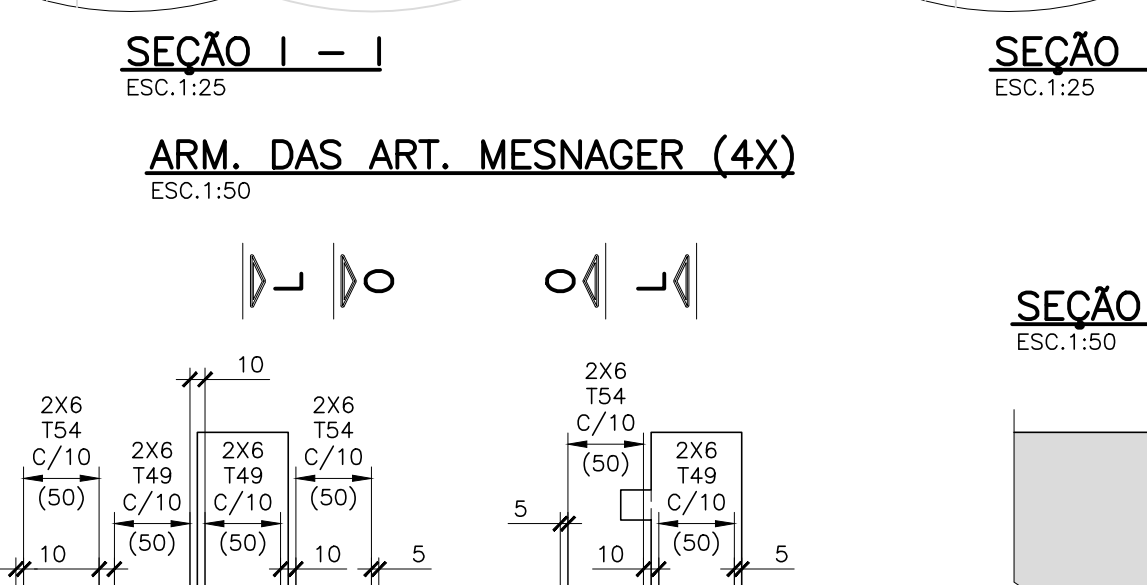 SEÇÃO I - I
ESC.1:25
SEÇÃO
ESC.1:25
ARM. DAS ART. MESNAGER (4X)
ESC.1:50
L
O
O
L
SEÇÃO
ESC.1:50
10
2X6
T54
C/10
(50)
2X6
T49
C/10
(50)
2X6
T49
C/10
(50)
2X6
T54
C/10
(50)
10
10
5
2X6
T54
C/10
(50)
2X6
T49
C/10
(50)
5
10
5